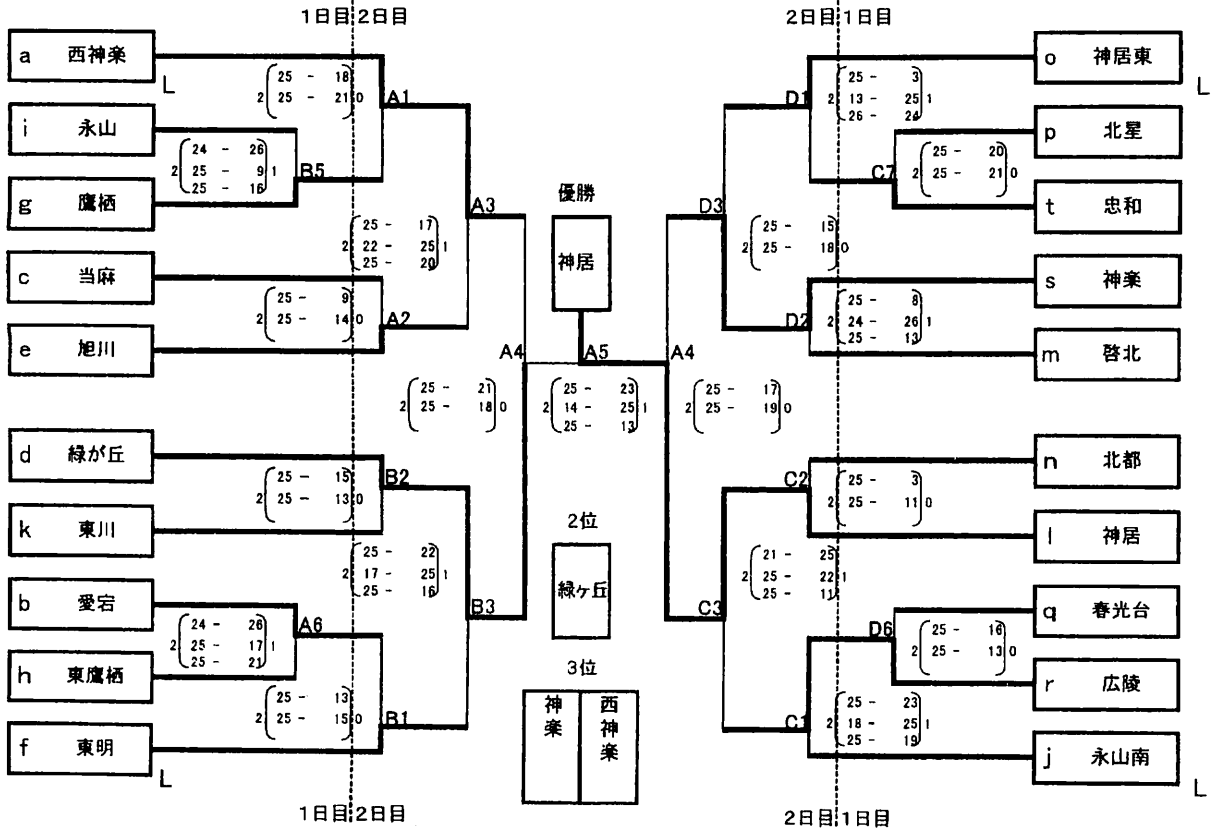 1日目 2日目
2日目 1日目
a 西神楽
L
i 永山
g 鷹栖
c 当麻
e 旭川
d 緑が丘
k 東川
b 愛宕
h 東鷹栖
f 東明
L
2 25 - 18 0
25 - 21
A1
24 - 26
2 25 - 9 1
25 - 16
B5
25 - 17
2 22 - 25 1
25 - 20
A3
25 - 9
2 25 - 14 0
A2
25 - 21
2 25 - 18 0
A4
25 - 15
2 25 - 13 0
B2
25 - 22
2 17 - 25 1
25 - 16
B3
24 - 26
2 25 - 17 1
25 - 21
A6
25 - 13
2 25 - 15 0
B1
優勝
神居
A5
25 - 23
2 14 - 25 1
25 - 13
2位
緑ヶ丘
3位
神楽
西神楽
D1
25 - 3
2 13 - 25 1
26 - 24
C7
25 - 20
2 25 - 21 0
D3
25 - 15
2 25 - 18 0
D2
25 - 8
2 24 - 26 1
25 - 13
A4
25 - 17
2 25 - 19 0
C2
25 - 3
2 25 - 11 0
C3
21 - 25
2 25 - 22 1
25 - 11
D6
25 - 16
2 25 - 13 0
C1
25 - 23
2 18 - 25 1
25 - 19
o 神居東
L
p 北星
t 忠和
s 神楽
m 啓北
n 北都
l 神居
q 春光台
r 広陵
j 永山南
L
1日目 2日目
2日目 1日目